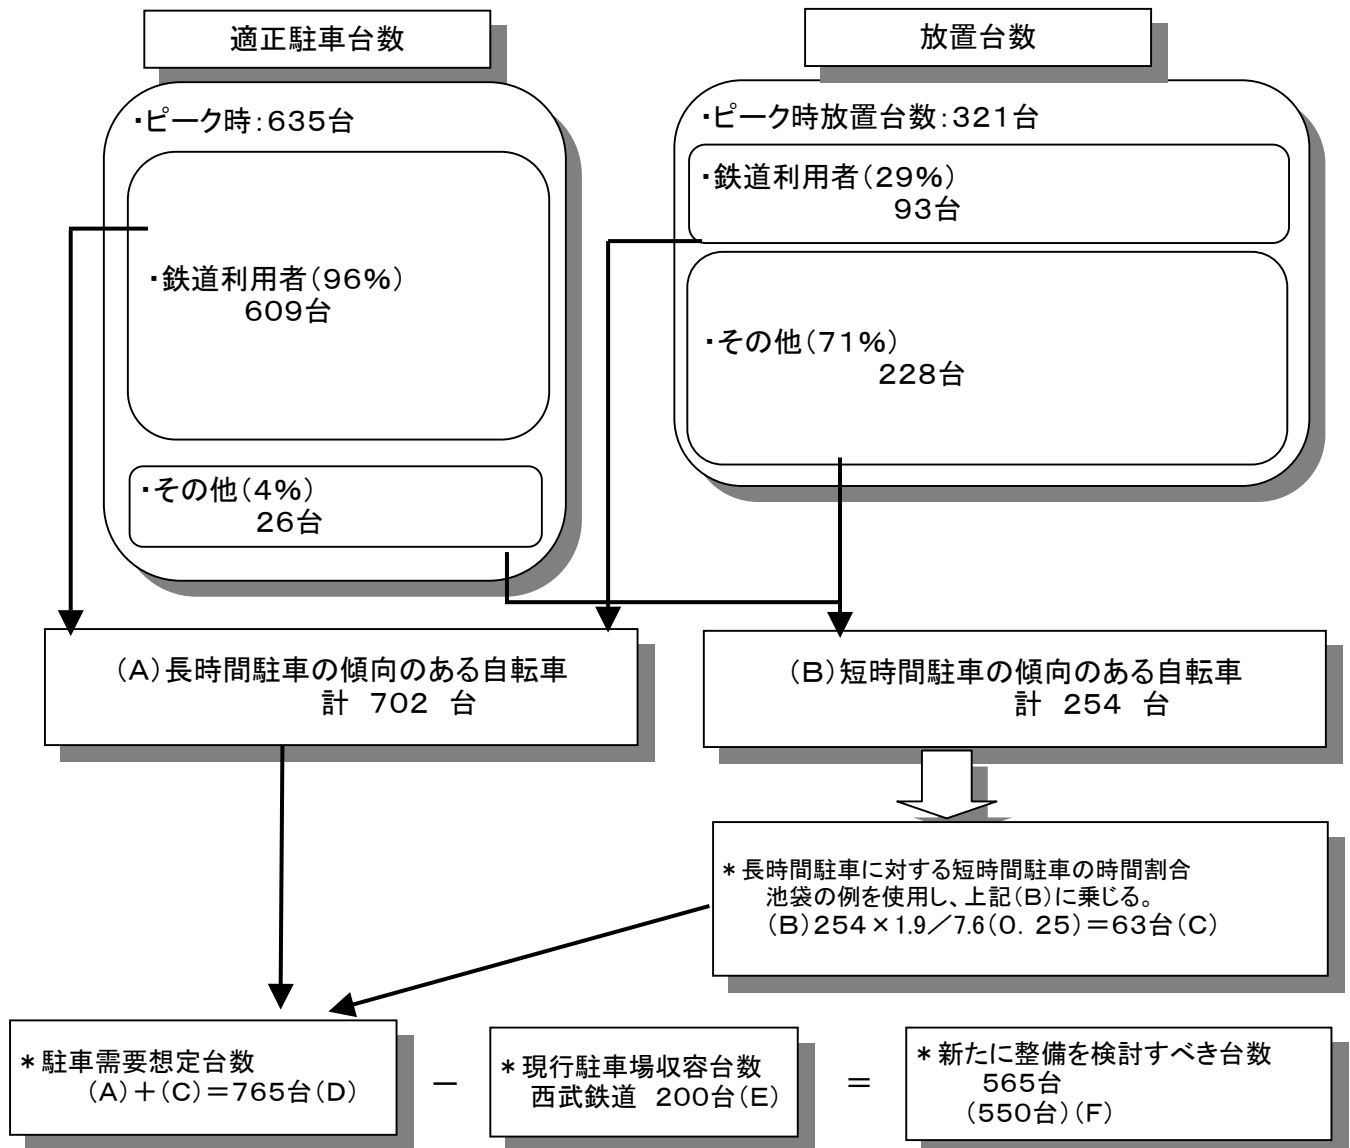 適正駐車台数
・ピーク時：635台
・鉄道利用者（96%）
609台
・その他（4%）
26台
放置台数
・ピーク時放置台数：321台
・鉄道利用者（29%）
93台
・その他（71%）
228台
（A）長時間駐車の傾向のある自転車
計　702　台
（B）短時間駐車の傾向のある自転車
計　254　台
＊長時間駐車に対する短時間駐車の時間割合
池袋の例を使用し、上記（B）に乗じる。
（B）254×1.9／7.6（0．25）＝63台（C）
＊駐車需要想定台数
（A）＋（C）＝765台（D）
－
＊現行駐車場収容台数
西武鉄道　200台（E）
＝
＊新たに整備を検討すべき台数
565台
（550台）（F）